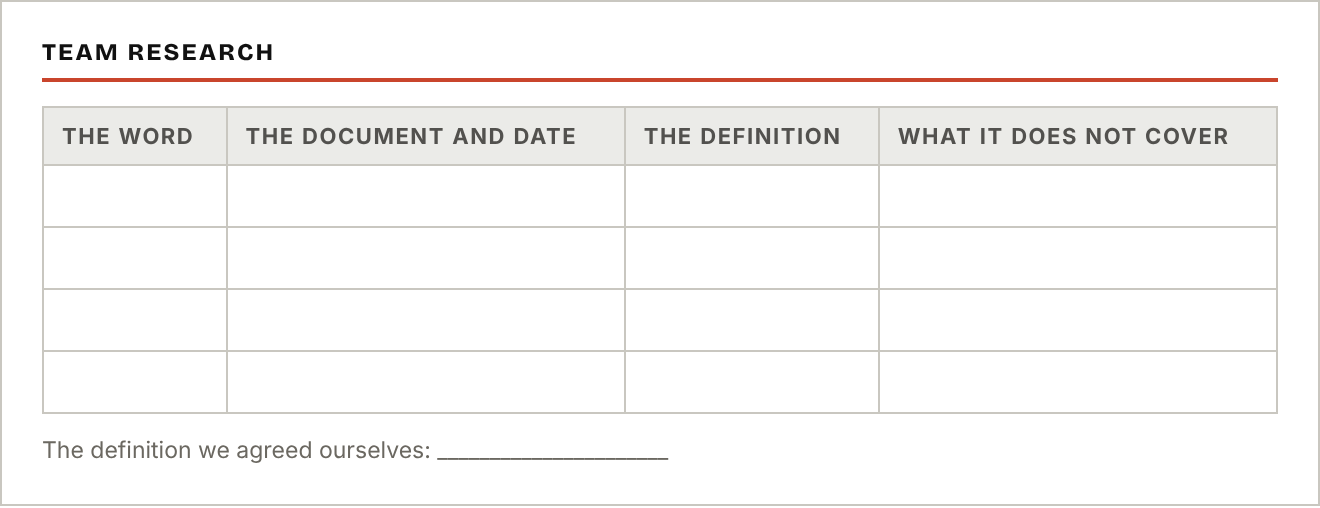 TEAM RESEARCH
THE WORD THE DOCUMENT AND DATE THE DEFINITION WHAT IT DOES NOT COVER
The definition we agreed ourselves: _____________________